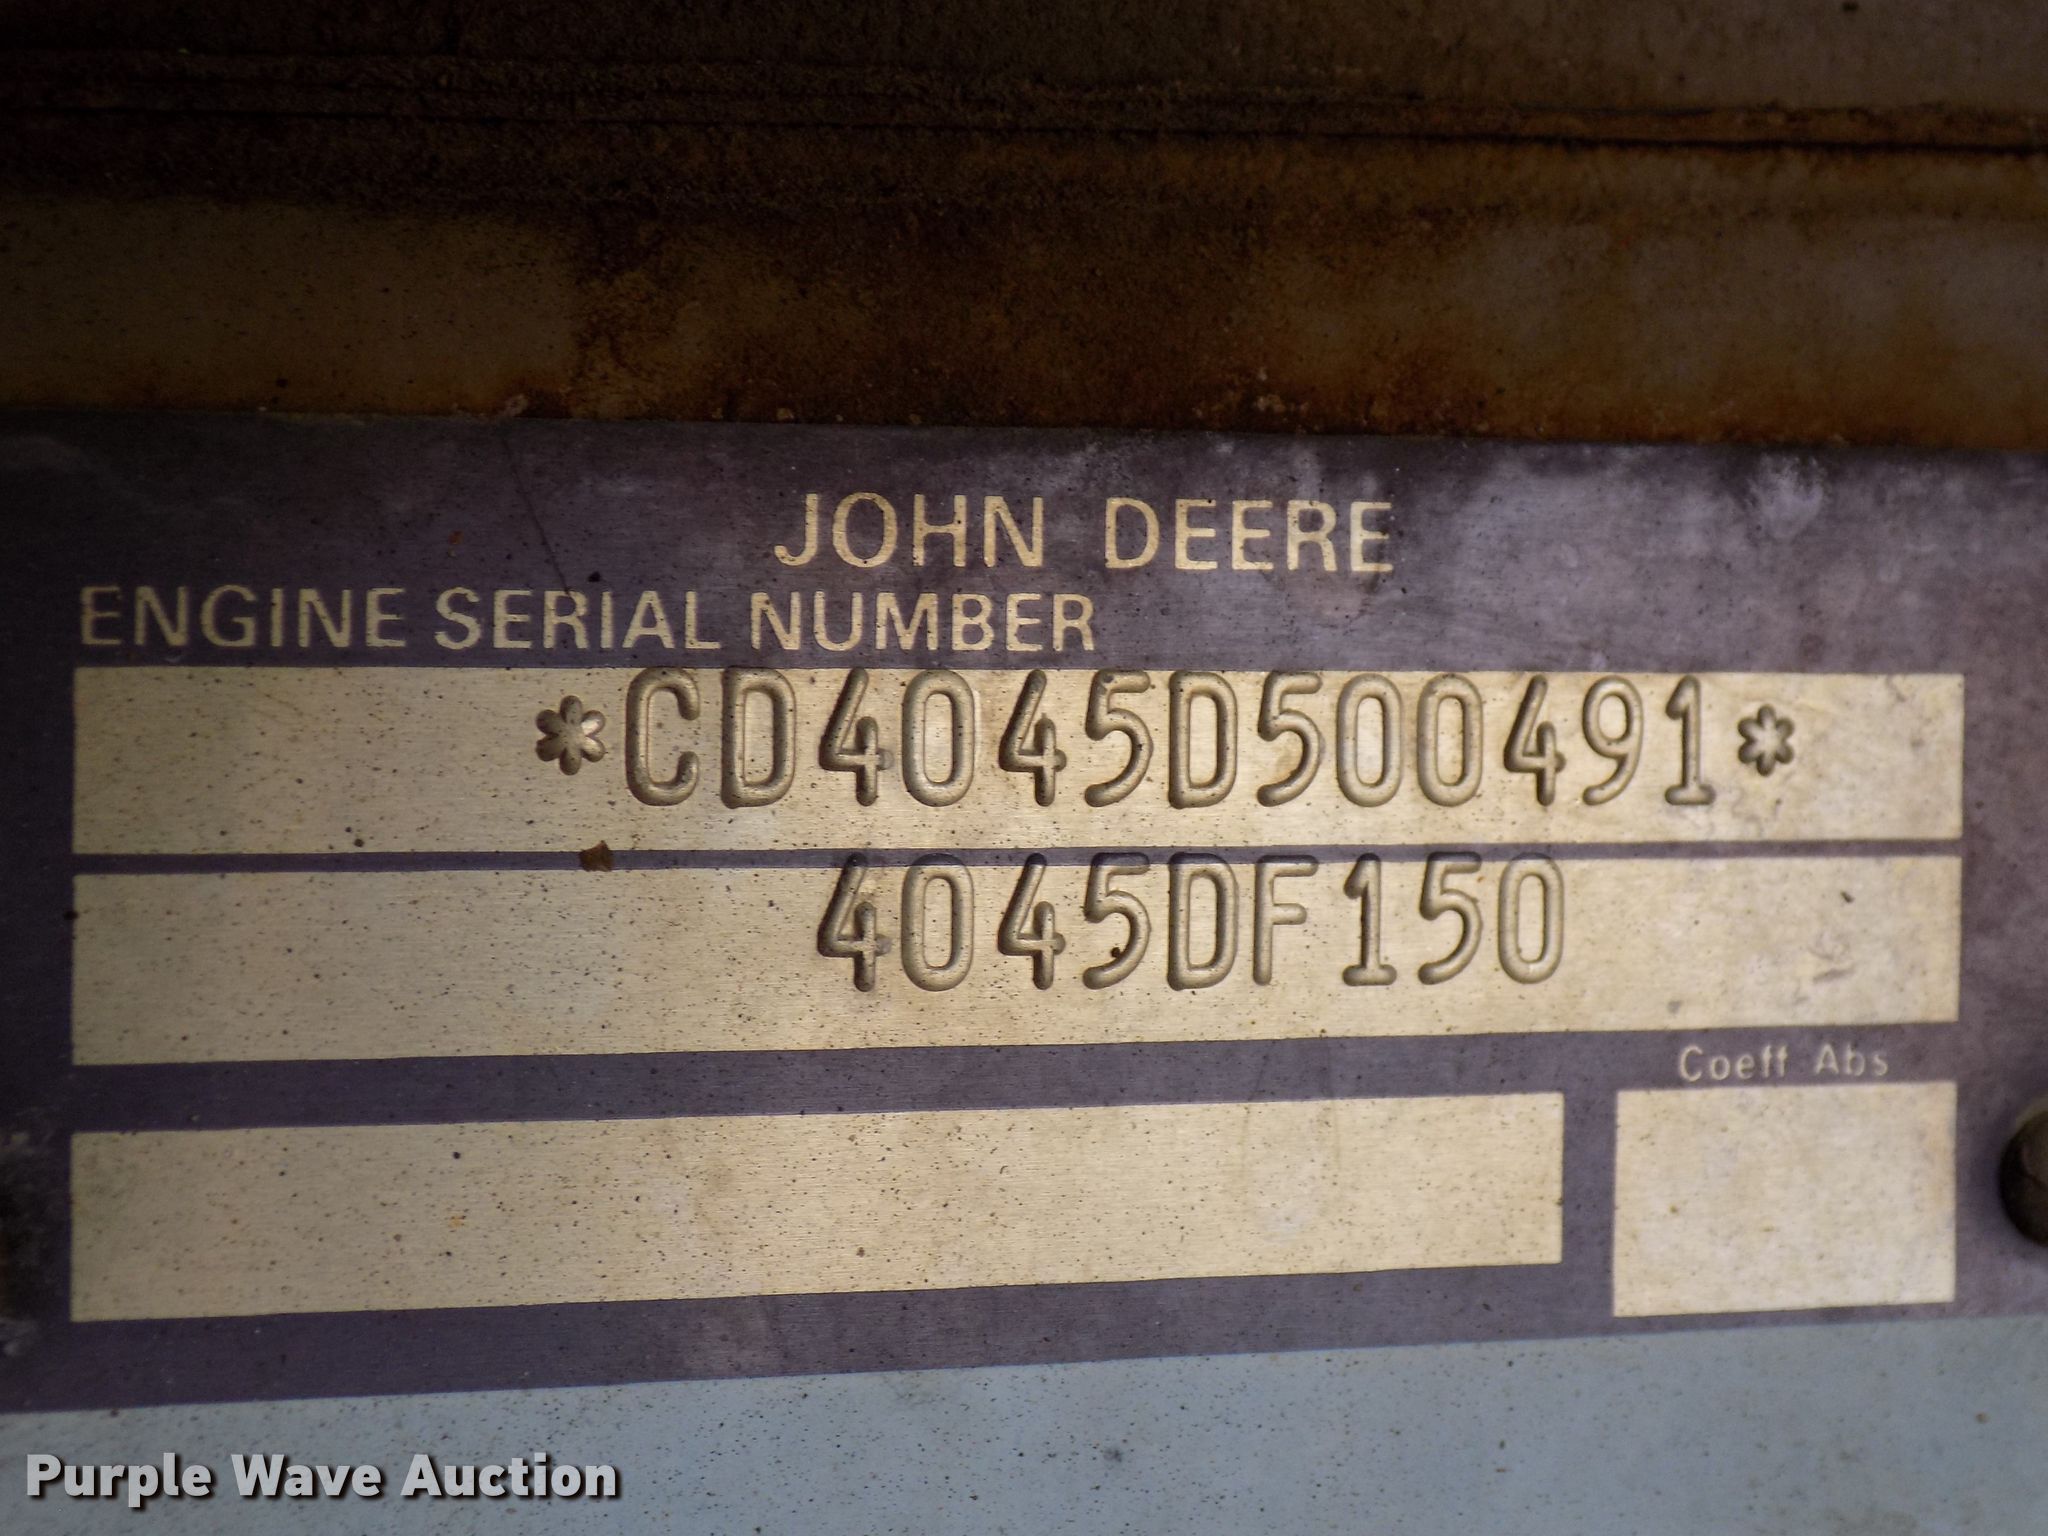 JOHN DEERE
ENGINE SERIAL NUMBER
*CD4045D500491*
4045DF150
Coeff Abs
Purple Wave Auction